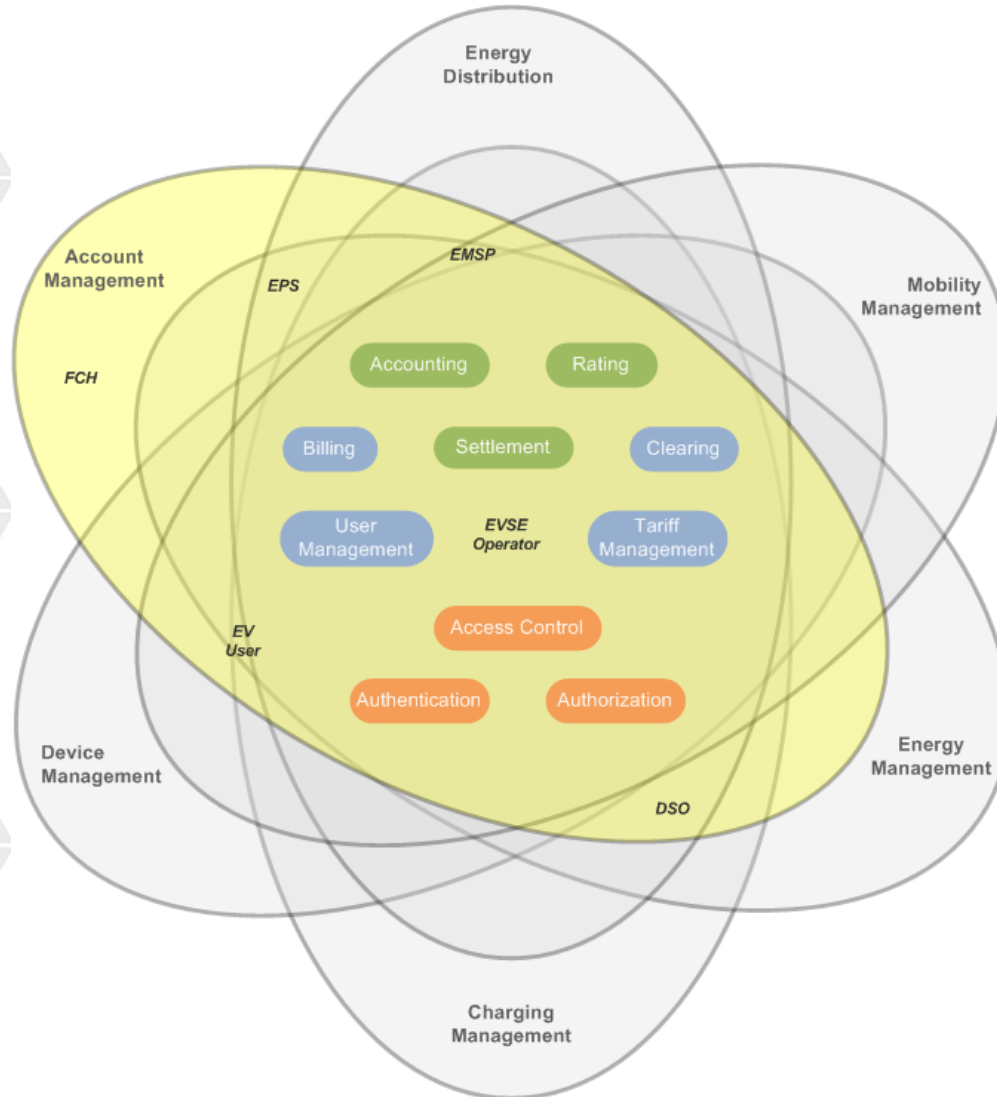 Energy
Distribution
Account
Management
EMSP
EPS
Mobility
Management
FCH
Accounting
Rating
Billing
Settlement
Clearing
User
Management
EVSE
Operator
Tariff
Management
Access Control
EV
User
Authentication
Authorization
Device
Management
Energy
Management
DSO
Charging
Management